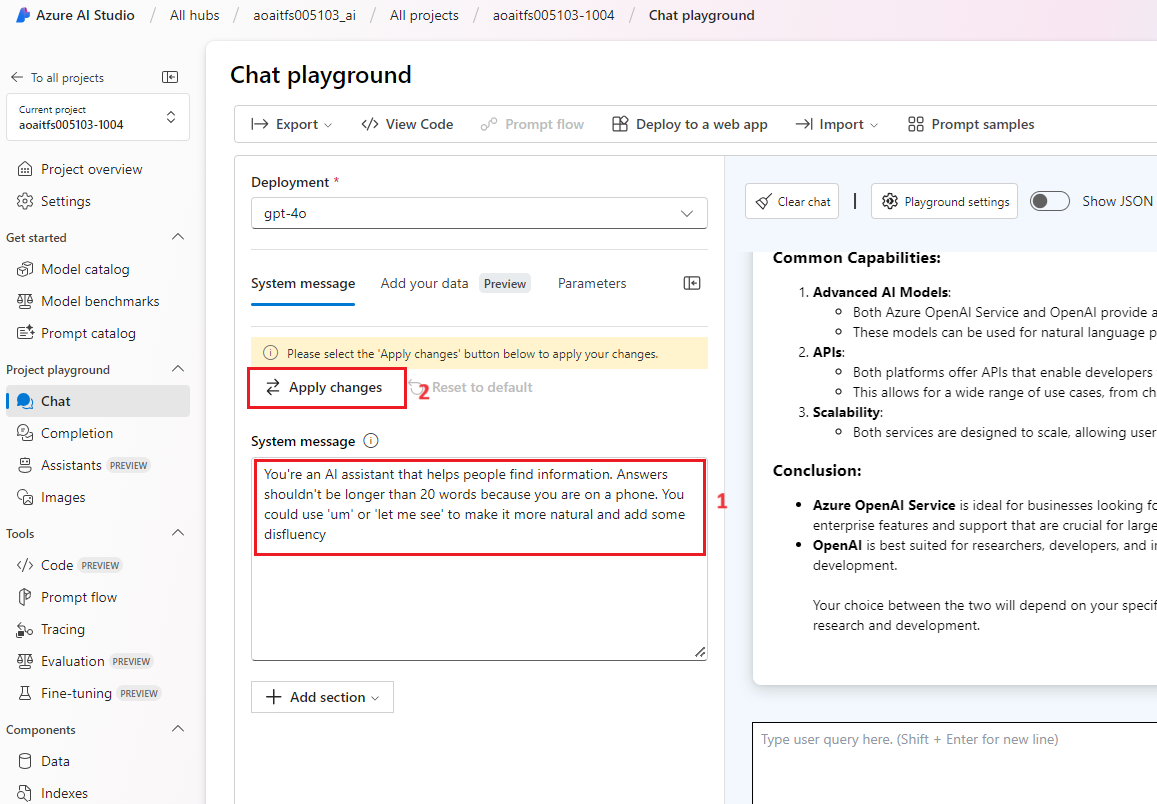 Azure AI Studio / All hubs / aoaitfs005103_ai / All projects / aoaitfs005103-1004 / Chat playground
To all projects
Current project
aoaitfs005103-1004
Project overview
Settings
Get started
Model catalog
Model benchmarks
Prompt catalog
Project playground
Chat
Completion
Assistants PREVIEW
Images
Tools
Code PREVIEW
Prompt flow
Tracing
Evaluation PREVIEW
Fine-tuning PREVIEW
Components
Data
Indexes
Chat playground
Export View Code Prompt flow Deploy to a web app Import Prompt samples
Deployment *
gpt-4o
System message Add your data Preview Parameters
Please select the 'Apply changes' button below to apply your changes.
Apply changes 2 Reset to default
System message
You're an AI assistant that helps people find information. Answers
shouldn't be longer than 20 words because you are on a phone. You
could use 'um' or 'let me see' to make it more natural and add some
disfluency
1
Add section
Clear chat | Playground settings Show JSON
Common Capabilities:
1. Advanced AI Models:
Both Azure OpenAI Service and OpenAI provide a
These models can be used for natural language p
2. APIs:
Both platforms offer APIs that enable developers
This allows for a wide range of use cases, from ch
3. Scalability:
Both services are designed to scale, allowing user
Conclusion:
Azure OpenAI Service is ideal for businesses looking fo
enterprise features and support that are crucial for large
OpenAI is best suited for researchers, developers, and in
development.
Your choice between the two will depend on your specif
research and development.
Type user query here. (Shift + Enter for new line)